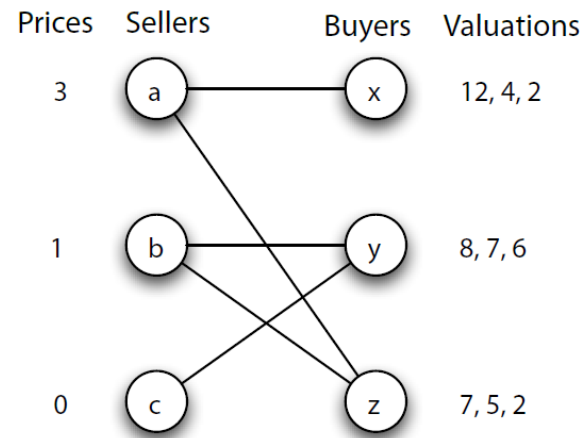 Prices Sellers Buyers Valuations
3 a x 12, 4, 2
1 b y 8, 7, 6
0 c z 7, 5, 2